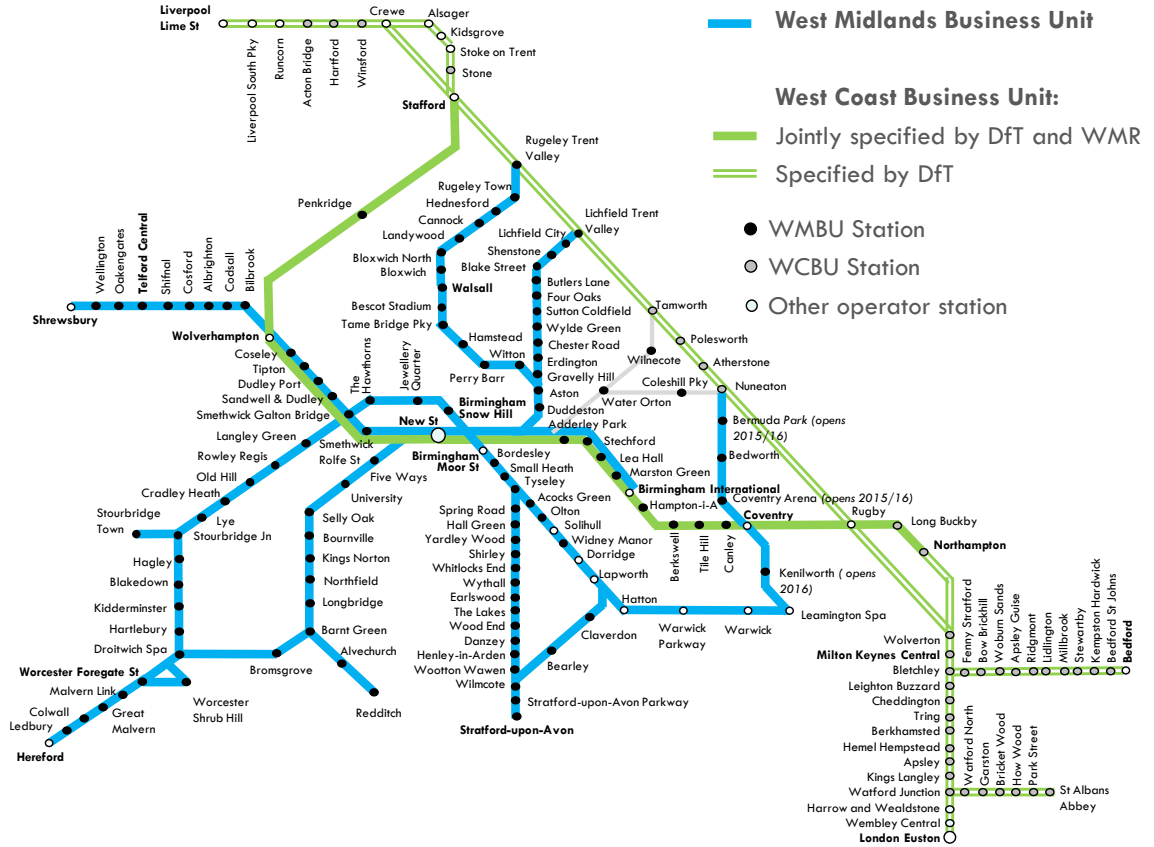 Liverpool
Lime St
Crewe
Alsager
Kidsgrove
Stoke on Trent
Stone
Stafford
Liverpool South Pky
Runcorn
Acton Bridge
Hartford
Winsford
West Midlands Business Unit
West Coast Business Unit:
Jointly specified by DfT and WMR
Specified by DfT
WMBU Station
WCBU Station
Other operator station
Rugeley Trent
Valley
Rugeley Town
Hednesford
Cannock
Landywood
Bloxwich North
Bloxwich
Walsall
Bescot Stadium
Tame Bridge Pky
Hamstead
Perry Barr
Witton
Penkridge
Lichfield Trent
Valley
Lichfield City
Shenstone
Blake Street
Butlers Lane
Four Oaks
Sutton Coldfield
Wylde Green
Chester Road
Erdington
Gravelly Hill
Aston
Duddeston
Wellington
Oakengates
Telford Central
Shifnal
Cosford
Albrighton
Codsall
Bilbrook
Shrewsbury
Wolverhampton
Coseley
Tipton
Dudley Port
Sandwell & Dudley
Smethwick Galton Bridge
The
Hawthorns
Jewellery
Quarter
Birmingham
Snow Hill
New St
Birmingham
Moor St
Tamworth
Polesworth
Atherstone
Nuneaton
Wilnecote
Coleshill Pky
Water Orton
Bermuda Park (opens
2015/16)
Bedworth
Coventry Arena (opens 2015/16)
Coventry
Adderley Park
Stechford
Lea Hall
Marston Green
Birmingham International
Hampton-i-A
Berkswell
Tile Hill
Canley
Rugby
Long Buckby
Northampton
Langley Green
Rowley Regis
Old Hill
Cradley Heath
Lye
Stourbridge Jn
Stourbridge
Town
Hagley
Blakedown
Kidderminster
Hartlebury
Droitwich Spa
Smethwick
Rolfe St
Five Ways
University
Selly Oak
Bournville
Kings Norton
Northfield
Longbridge
Barnt Green
Alvechurch
Redditch
Bromsgrove
Worcester Foregate St
Worcester
Shrub Hill
Malvern Link
Great
Malvern
Colwall
Ledbury
Hereford
Bordesley
Small Heath
Tyseley
Acocks Green
Olton
Solihull
Widney Manor
Dorridge
Lapworth
Hatton
Warwick
Parkway
Warwick
Leamington Spa
Kenilworth ( opens
2016)
Claverdon
Bearley
Spring Road
Hall Green
Yardley Wood
Shirley
Whitlocks End
Wythall
Earlswood
The Lakes
Wood End
Danzey
Henley-in-Arden
Wootton Wawen
Wilmcote
Stratford-upon-Avon Parkway
Stratford-upon-Avon
Wolverton
Milton Keynes Central
Bletchley
Leighton Buzzard
Cheddington
Tring
Berkhamsted
Hemel Hempstead
Apsley
Kings Langley
Watford Junction
Harrow and Wealdstone
Wembley Central
London Euston
Fenny Stratford
Bow Brickhill
Woburn Sands
Apsley Guise
Ridgmont
Lidlington
Millbrook
Stewartby
Kempston Hardwick
Bedford St Johns
Bedford
Watford North
Garston
Bricket Wood
How Wood
Park Street
St Albans
Abbey